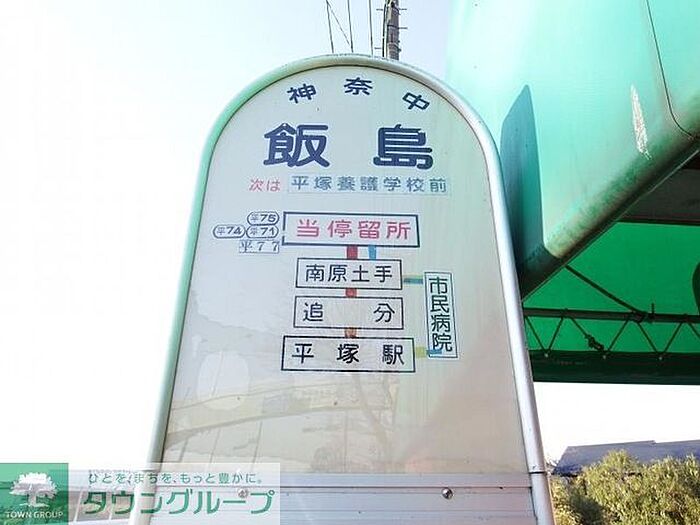 神奈中
飯島
次は 平塚養護学校前
平75
平74 平71
平77
当停留所
南原土手
追分
平塚駅
市民病院
ひとを、まちを、もっと豊かに。
タウングループ
TOWN GROUP